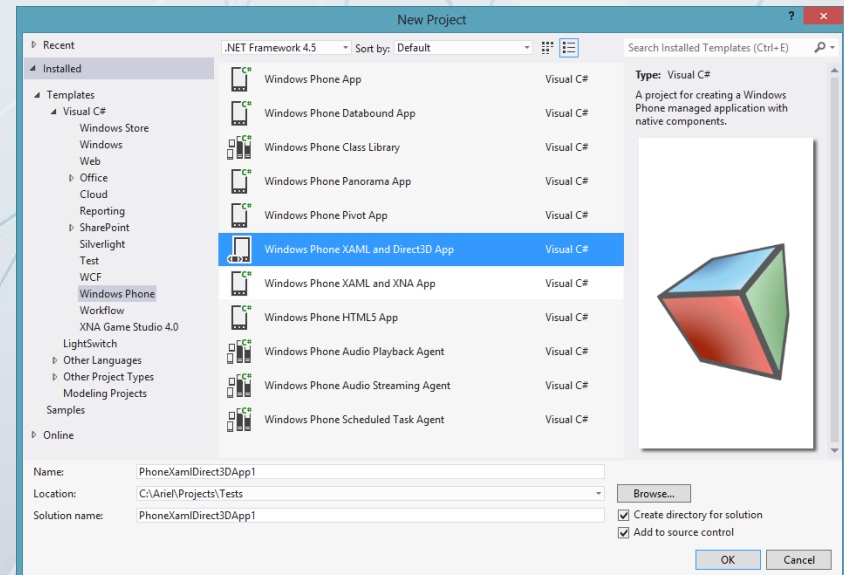 New Project
? ×
Recent
.NET Framework 4.5
Sort by: Default
Search Installed Templates (Ctrl+E)
Installed
Templates
Visual C#
Windows Store
Windows
Web
Office
Cloud
Reporting
SharePoint
Silverlight
Test
WCF
Windows Phone
Workflow
XNA Game Studio 4.0
LightSwitch
Other Languages
Other Project Types
Modeling Projects
Samples
Online
C# Windows Phone App Visual C#
C# Windows Phone Databound App Visual C#
C# Windows Phone Class Library Visual C#
C# Windows Phone Panorama App Visual C#
C# Windows Phone Pivot App Visual C#
Windows Phone XAML and Direct3D App Visual C#
C# Windows Phone XAML and XNA App Visual C#
C# Windows Phone HTML5 App Visual C#
C# Windows Phone Audio Playback Agent Visual C#
C# Windows Phone Audio Streaming Agent Visual C#
C# Windows Phone Scheduled Task Agent Visual C#
Type: Visual C#
A project for creating a Windows
Phone managed application with
native components.
Name: PhoneXamlDirect3DApp1
Location: C:\Ariel\Projects\Tests
Browse...
Solution name: PhoneXamlDirect3DApp1
Create directory for solution
Add to source control
OK Cancel